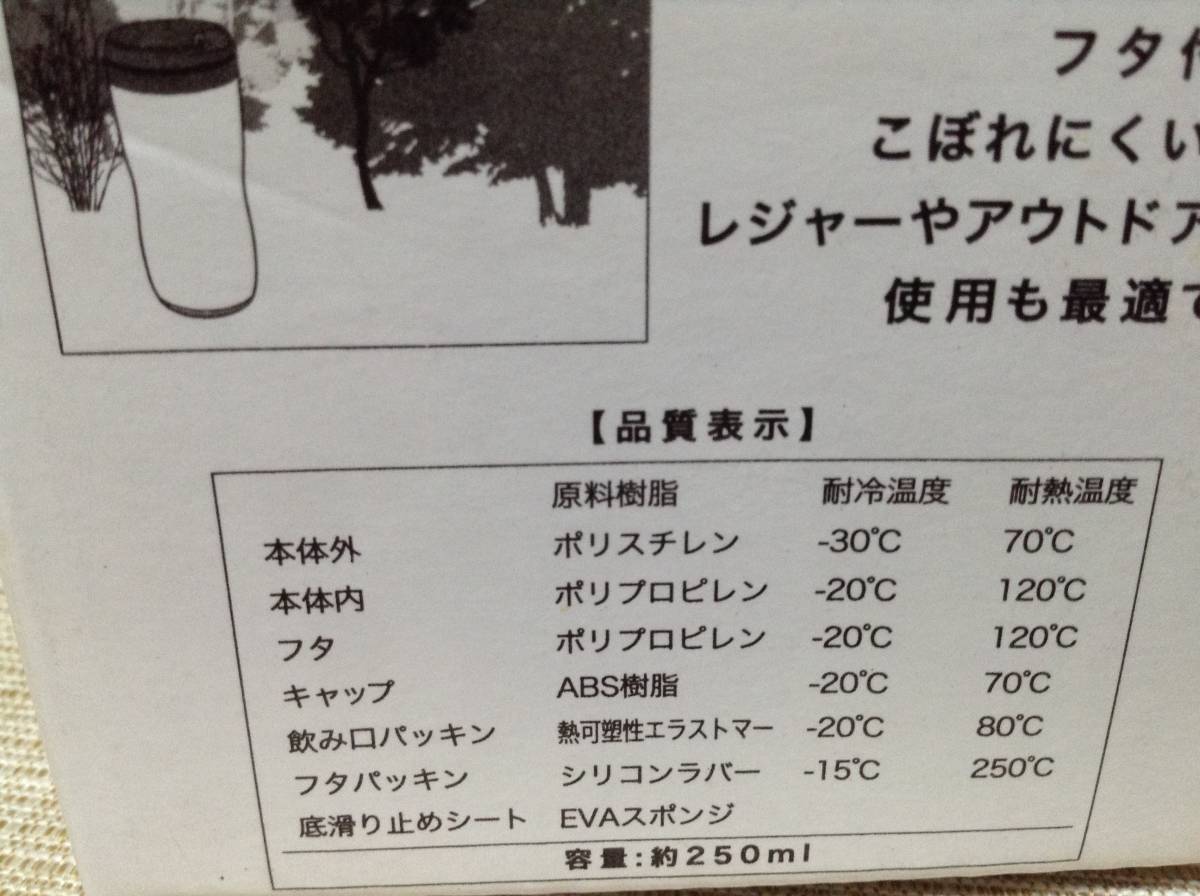 フタ付
こぼれにくい
レジャーやアウトドア
使用も最適で
【品質表示】
原料樹脂 耐冷温度 耐熱温度
本体外 ポリスチレン -30℃ 70℃
本体内 ポリプロピレン -20℃ 120℃
フタ ポリプロピレン -20℃ 120℃
キャップ ABS樹脂 -20℃ 70℃
飲み口パッキン 熱可塑性エラストマー -20℃ 80℃
フタパッキン シリコンラバー -15℃ 250℃
底滑り止めシート EVAスポンジ
容量:約250ml